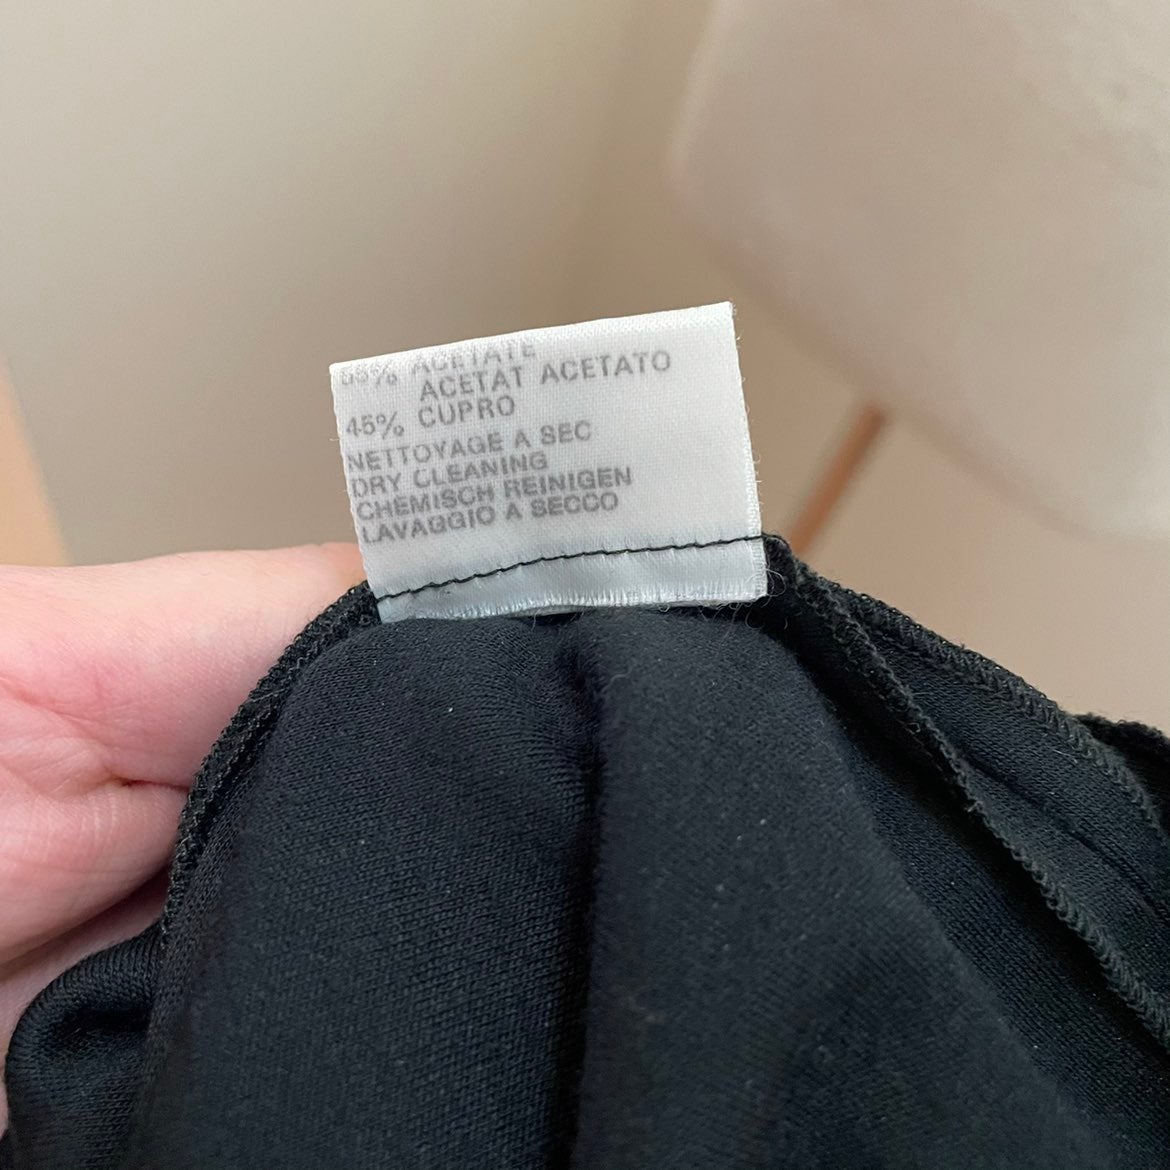 ACETATE
ACETAT ACETATO
45% CUPRO
NETTOYAGE A SEC
DRY CLEANING
CHEMISCH REINIGEN
LAVAGGIO A SECCO